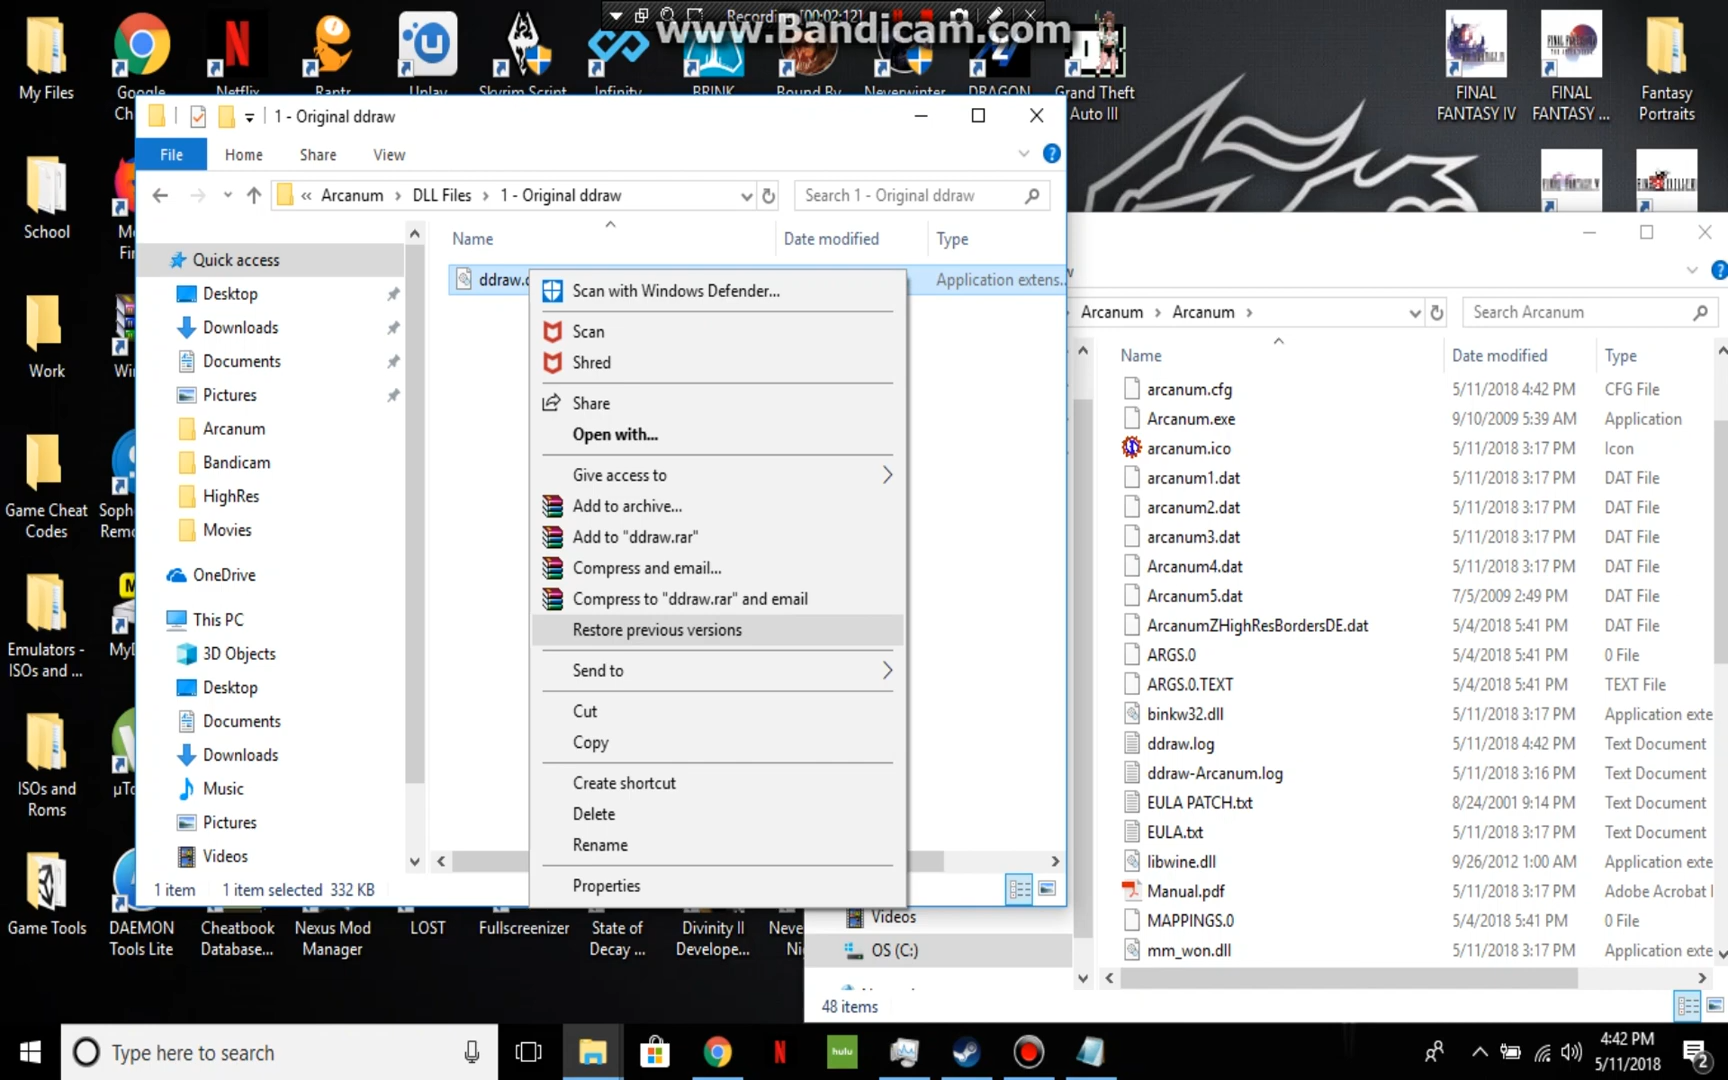 Recording [00:02:12]
www.Bandicam.com
My Files
Google
Netflix
Rantr
Uplay
Skyrim Script
Infinity
BRINK
Bound By
Neverwinter
DRAGON
Grand Theft
Auto III
FINAL
FANTASY IV
FINAL
FANTASY ...
Fantasy
Portraits
School
Work
Game Cheat
Codes
Emulators -
ISOs and ...
ISOs and
Roms
Game Tools
DAEMON
Tools Lite
Cheatbook
Database...
Nexus Mod
Manager
LOST
Fullscreenizer
State of
Decay ...
Divinity II
Develope...
1 - Original ddraw
File
Home
Share
View
« Arcanum > DLL Files > 1 - Original ddraw
Search 1 - Original ddraw
Name
Date modified
Type
Application extens...
Quick access
Desktop
Downloads
Documents
Pictures
Arcanum
Bandicam
HighRes
Movies
OneDrive
This PC
3D Objects
Desktop
Documents
Downloads
Music
Pictures
Videos
1 item
1 item selected 332 KB
Scan with Windows Defender...
Scan
Shred
Share
Open with...
Give access to
Add to archive...
Add to "ddraw.rar"
Compress and email...
Compress to "ddraw.rar" and email
Restore previous versions
Send to
Cut
Copy
Create shortcut
Delete
Rename
Properties
Arcanum > Arcanum >
Search Arcanum
Name
Date modified
Type
arcanum.cfg 5/11/2018 4:42 PM CFG File
Arcanum.exe 9/10/2009 5:39 AM Application
arcanum.ico 5/11/2018 3:17 PM Icon
arcanum1.dat 5/11/2018 3:17 PM DAT File
arcanum2.dat 5/11/2018 3:17 PM DAT File
arcanum3.dat 5/11/2018 3:17 PM DAT File
Arcanum4.dat 5/11/2018 3:17 PM DAT File
Arcanum5.dat 7/5/2009 2:49 PM DAT File
ArcanumZHighResBordersDE.dat 5/4/2018 5:41 PM DAT File
ARGS.0 5/4/2018 5:41 PM 0 File
ARGS.0.TEXT 5/4/2018 5:41 PM TEXT File
binkw32.dll 5/11/2018 3:17 PM Application exte
ddraw.log 5/11/2018 4:42 PM Text Document
ddraw-Arcanum.log 5/11/2018 3:16 PM Text Document
EULA PATCH.txt 8/24/2001 9:14 PM Text Document
EULA.txt 5/11/2018 3:17 PM Text Document
libwine.dll 9/26/2012 1:00 AM Application exte
Manual.pdf 5/11/2018 3:17 PM Adobe Acrobat
MAPPINGS.0 5/4/2018 5:41 PM 0 File
mm_won.dll 5/11/2018 3:17 PM Application exte
Videos
OS (C:)
48 items
Type here to search
hulu
4:42 PM
5/11/2018
2